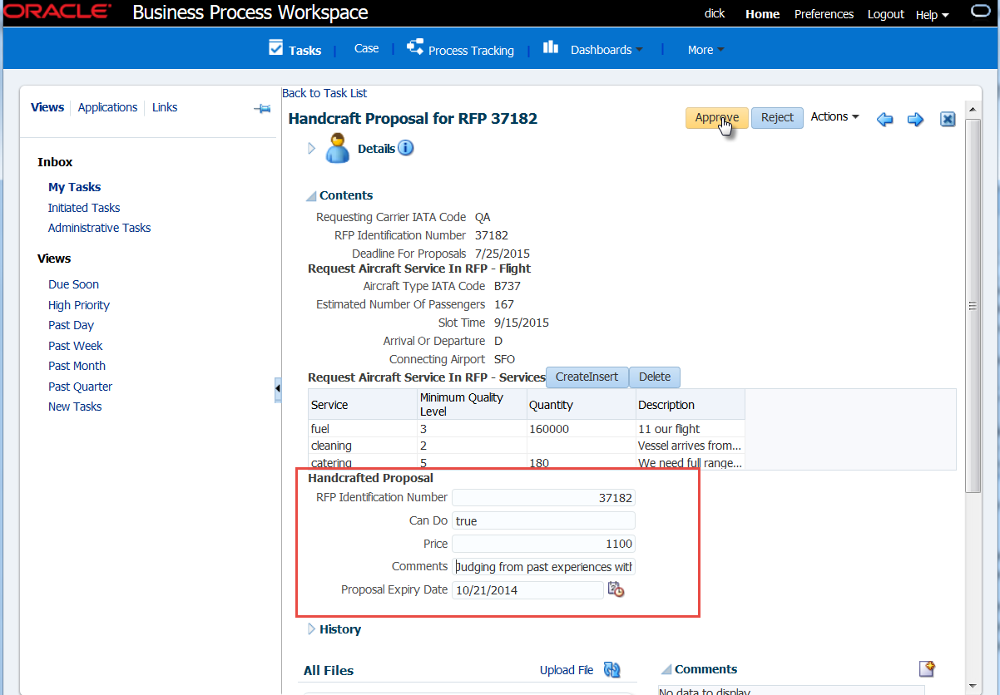 ORACLE Business Process Workspace dick Home Preferences Logout Help
Tasks Case Process Tracking Dashboards More
Views Applications Links
Inbox
My Tasks
Initiated Tasks
Administrative Tasks
Views
Due Soon
High Priority
Past Day
Past Week
Past Month
Past Quarter
New Tasks
Back to Task List
Handcraft Proposal for RFP 37182 Approve Reject Actions
Details
Contents
Requesting Carrier IATA Code QA
RFP Identification Number 37182
Deadline For Proposals 7/25/2015
Request Aircraft Service In RFP - Flight
Aircraft Type IATA Code B737
Estimated Number Of Passengers 167
Slot Time 9/15/2015
Arrival Or Departure D
Connecting Airport SFO
Request Aircraft Service In RFP - Services CreateInsert Delete
Service Minimum Quality Level Quantity Description
fuel 3 160000 11 our flight
cleaning 2 Vessel arrives from...
catering 5 180 We need full range...
Handcrafted Proposal
RFP Identification Number 37182
Can Do true
Price 1100
Comments Judging from past experiences with
Proposal Expiry Date 10/21/2014
History
All Files Upload File Comments
No data to display